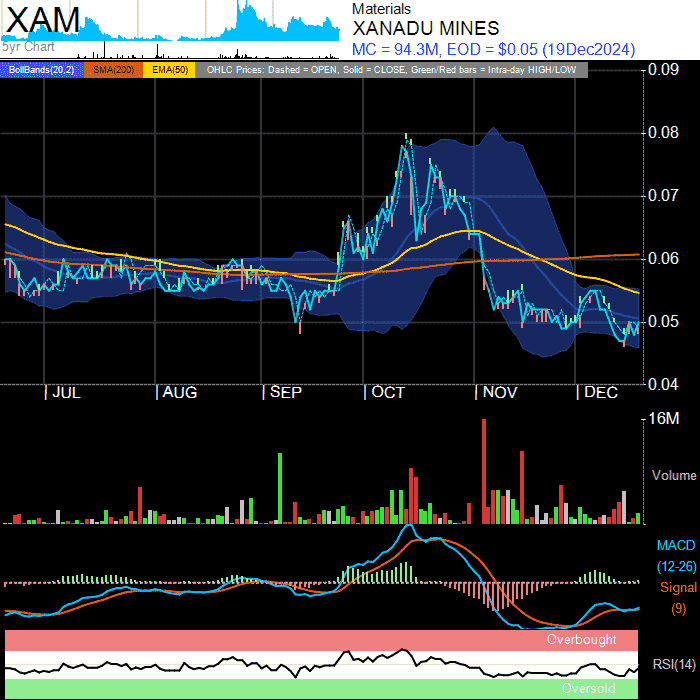 XAM
5yr Chart
Materials
XANADU MINES
MC = 94.3M, EOD = $0.05 (19Dec2024)
BollBands(20,2) SMA(200) EMA(50) OHLC Prices: Dashed = OPEN, Solid = CLOSE, Green/Red bars = Intra-day HIGH/LOW
0.09
0.08
0.07
0.06
0.05
0.04
| JUL | AUG | SEP | OCT | NOV | DEC
16M
Volume
MACD
(12-26)
Signal
(9)
Overbought
RSI(14)
Oversold